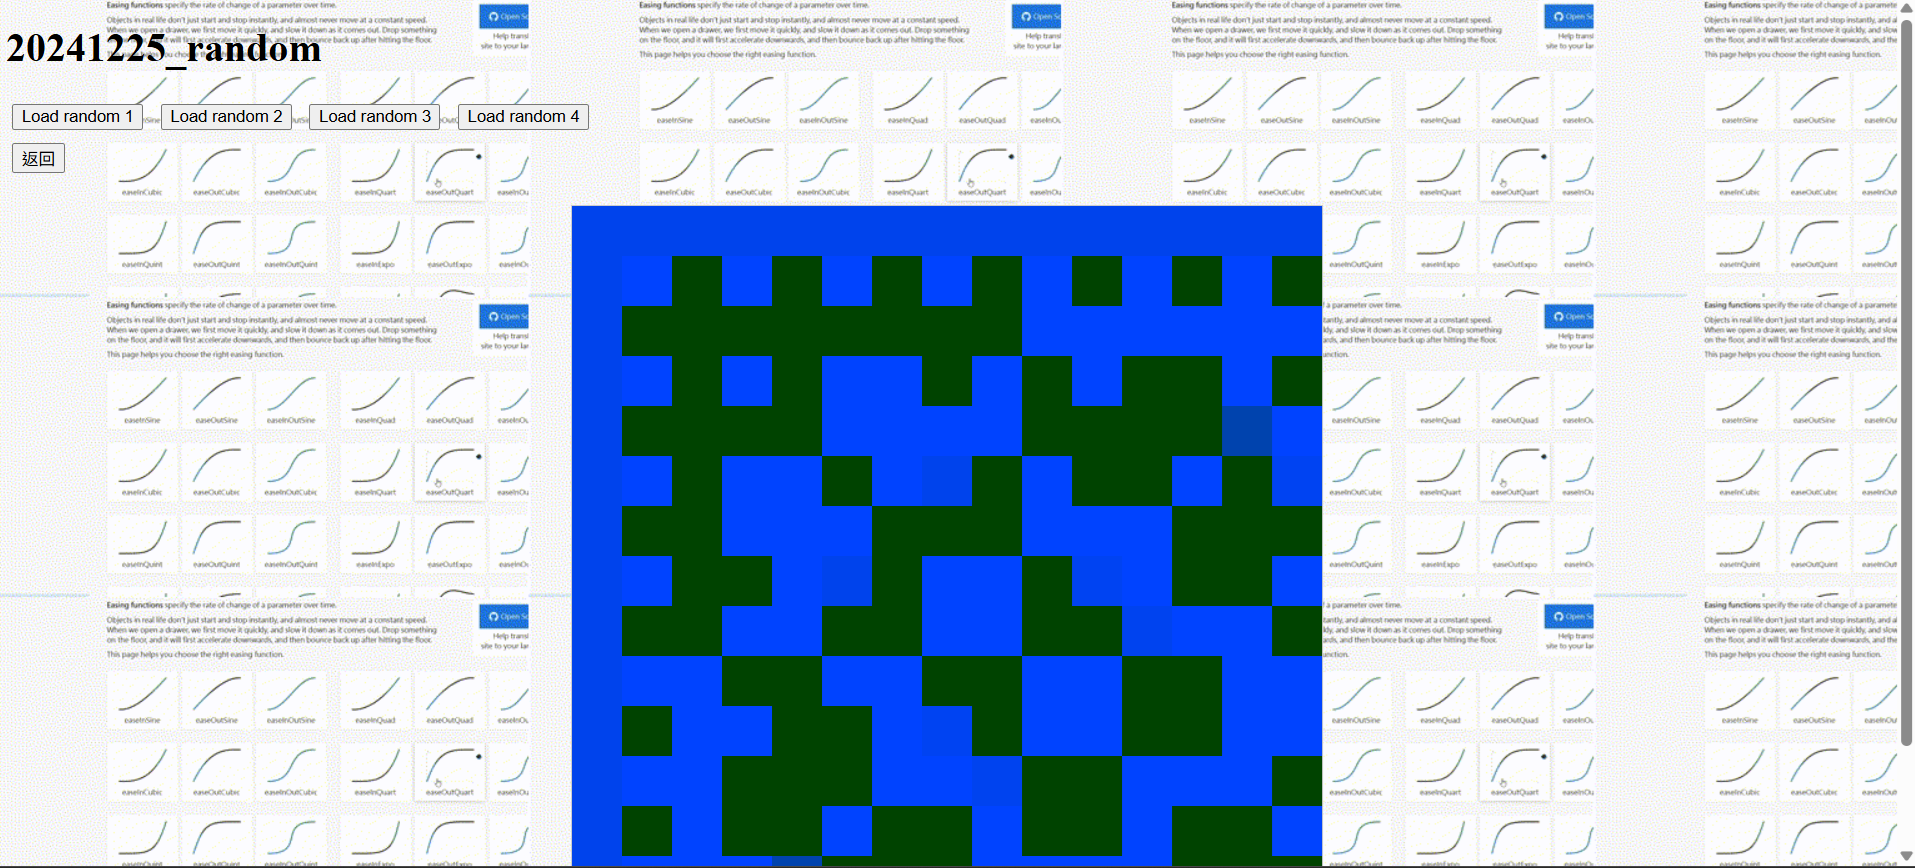 20241225_random
Load random 1
Load random 2
Load random 3
Load random 4
返回
Easing functions specify the rate of change of a parameter over time.
Objects in real life don't just start and stop instantly, and almost never move at a constant speed.
When we open a drawer, we first move it quickly, and slow it down as it comes out. Drop something
on the floor, and it will first accelerate downwards, and then bounce back up after hitting the floor.
This page helps you choose the right easing function.
Open Sc
Help transl
site to your lan
easeInSine
easeOutSine
easeInOutSine
easeInQuad
easeOutQuad
easeInOu
easeInCubic
easeOutCubic
easeInOutCubic
easeInQuart
easeOutQuart
easeInOu
easeInQuint
easeOutQuint
easeInOutQuint
easeInExpo
easeOutExpo
easeInOu